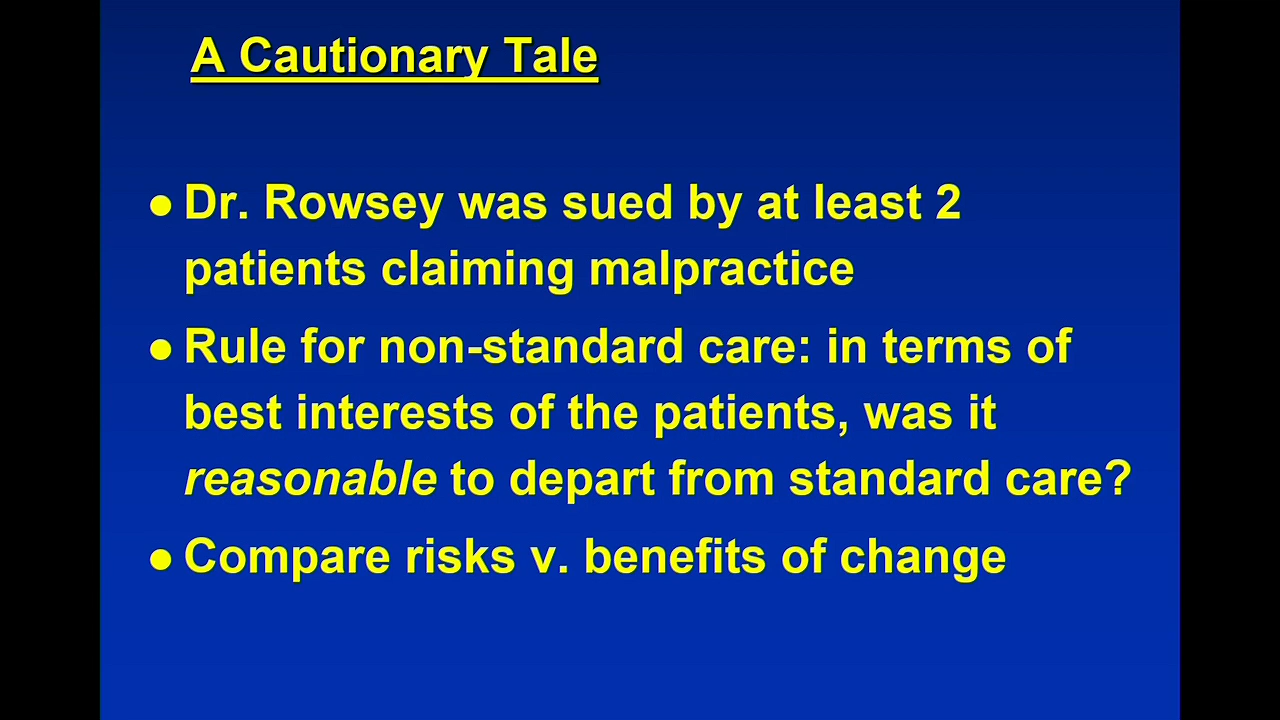 A Cautionary Tale
● Dr. Rowsey was sued by at least 2
patients claiming malpractice
● Rule for non-standard care: in terms of
best interests of the patients, was it
reasonable to depart from standard care?
● Compare risks v. benefits of change